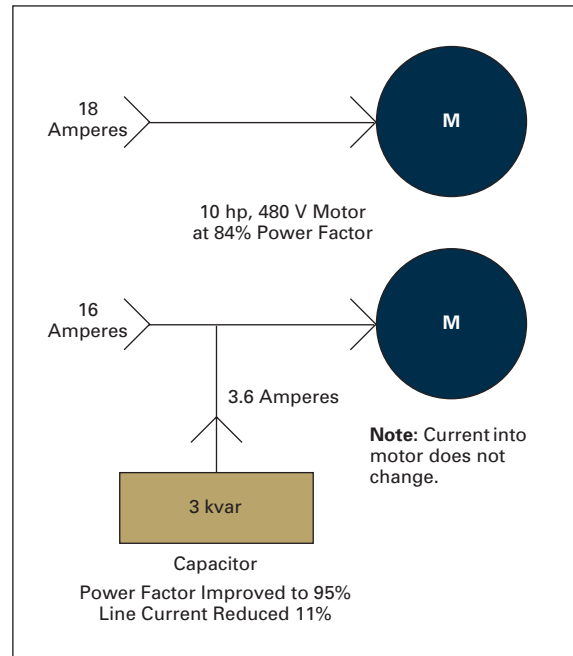 18
Amperes
M
10 hp, 480 V Motor
at 84% Power Factor
16
Amperes
M
3.6 Amperes
Note: Current into
motor does not
change.
3 kvar
Capacitor
Power Factor Improved to 95%
Line Current Reduced 11%